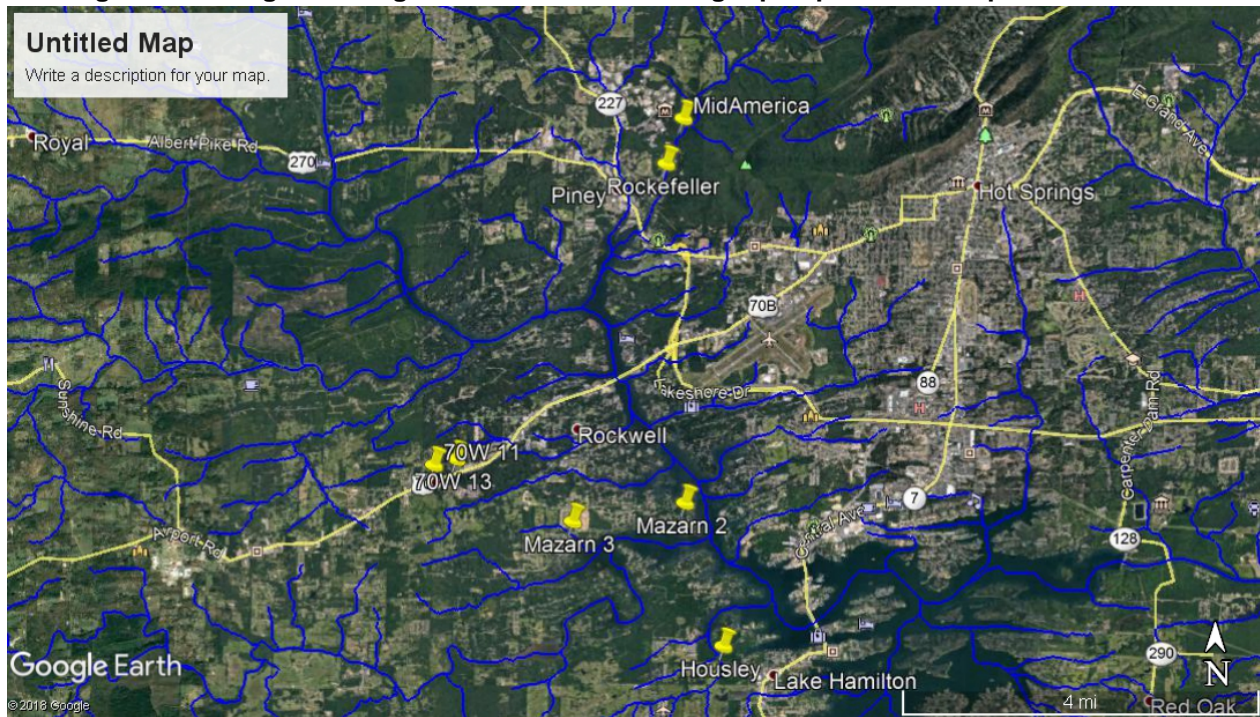 Untitled Map
Write a description for your map.
227
MidAmerica
E Grand Ave
Royal
Albert Pike Rd
270
Piney
Rockefeller
Hot Springs
70B
Lakeshore Dr
88
Sunshine Rd
Carpenter Dam Rd
Rockwell
70W 11
70W 13
7
Mazarn 2
Central Ave
Mazarn 3
Airport Rd
128
Housley
Lake Hamilton
290
N
Google Earth
4 mi
Red Oak
©2018 Google